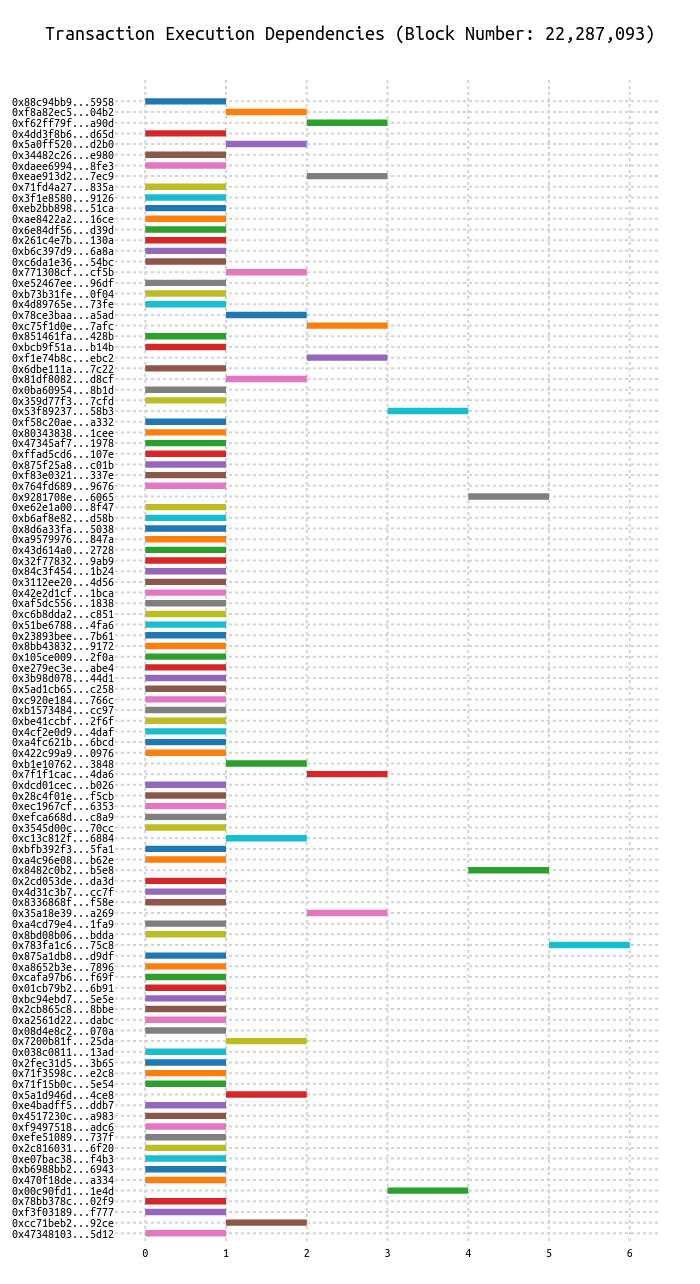 Transaction Execution Dependencies (Block Number: 22,287,093)
0x88c94bb9...5958
0xf8a82ec5...04b2
0xf62ff79f...a90d
0x4dd3f8b6...d65d
0x5a0ff520...d2b0
0x34482c26...e980
0xdaee6994...8fe3
0xeae913d2...7ec9
0x71fd4a27...835a
0x3f1e8580...9126
0xeb2bb898...51ca
0xae8422a2...16ce
0x6e84df56...d39d
0x261c4e7b...130a
0xb6c397d9...6a8a
0xc6da1e36...54bc
0x771308cf...cf5b
0xe52467ee...96df
0xb73b31fe...0f04
0x4d89765e...73fe
0x78ce3baa...a5ad
0xc75f1d0e...7afc
0x851461fa...428b
0xbcb9f51a...b14b
0xf1e74b8c...ebc2
0x6dbe111a...7c22
0x81df8082...d8cf
0x0ba60954...8b1d
0x359d77f3...7cfd
0x53f89237...58b3
0xf58c20ae...a332
0x80343838...1cee
0x47345af7...1978
0xffad5cd6...107e
0x875f25a8...c01b
0xf83e0321...337e
0x764fd689...9676
0x9281708e...6065
0xe62e1a00...8f47
0xb6af8e82...d58b
0x8d6a33fa...5038
0xa9579976...847a
0x43d614a0...2728
0x32f77832...9ab9
0x84c3f454...1b24
0x3112ee20...4d56
0x42e2d1cf...1bca
0xaf5dc556...1838
0xc6b8dda2...c851
0x51be6788...4fa6
0x23893bee...7b61
0x8bb43832...9172
0x105ce009...2f0a
0xe279ec3e...abe4
0x3b98d078...44d1
0x5ad1cb65...c258
0xc920e184...766c
0xb1573484...cc97
0xbe41ccbf...2f6f
0x4cf2e0d9...4daf
0xa4fc621b...6bcd
0x422c99a9...0976
0xb1e10762...3848
0x7f1f1cac...4da6
0xdcd01cec...b026
0x28c4f01e...f5cb
0xec1967cf...6353
0xefca668d...c8a9
0x3545d00c...70cc
0xc13c812f...6884
0xbfb392f3...5fa1
0xa4c96e08...b62e
0x8482c0b2...b5e8
0x2cd053de...da3d
0x4d31c3b7...cc7f
0x8336868f...f58e
0x35a18e39...a269
0xa4cd79e4...1fa9
0x8bd08b06...bdda
0x783fa1c6...75c8
0x875a1db8...d9df
0xa8652b3e...7896
0xcafa97b6...f69f
0x01cb79b2...6b91
0xbc94ebd7...5e5e
0x2cb865c8...8bbe
0xa2561d22...dabc
0x08d4e8c2...070a
0x7200b81f...25da
0x038c0811...13ad
0x2fec31d5...3b65
0x71f3598c...e2c8
0x71f15b0c...5e54
0x5a1d946d...4ce8
0xe4badff5...ddb7
0x4517230c...a983
0xf9497518...adc6
0xefe51089...737f
0x2c816031...6f20
0xe07bac38...f4b3
0xb6988bb2...6943
0x470f18de...a334
0x00c90fd1...1e4d
0x78bb378c...02f9
0xf3f03189...f777
0xcc71beb2...92ce
0x47348103...5d12
0 1 2 3 4 5 6